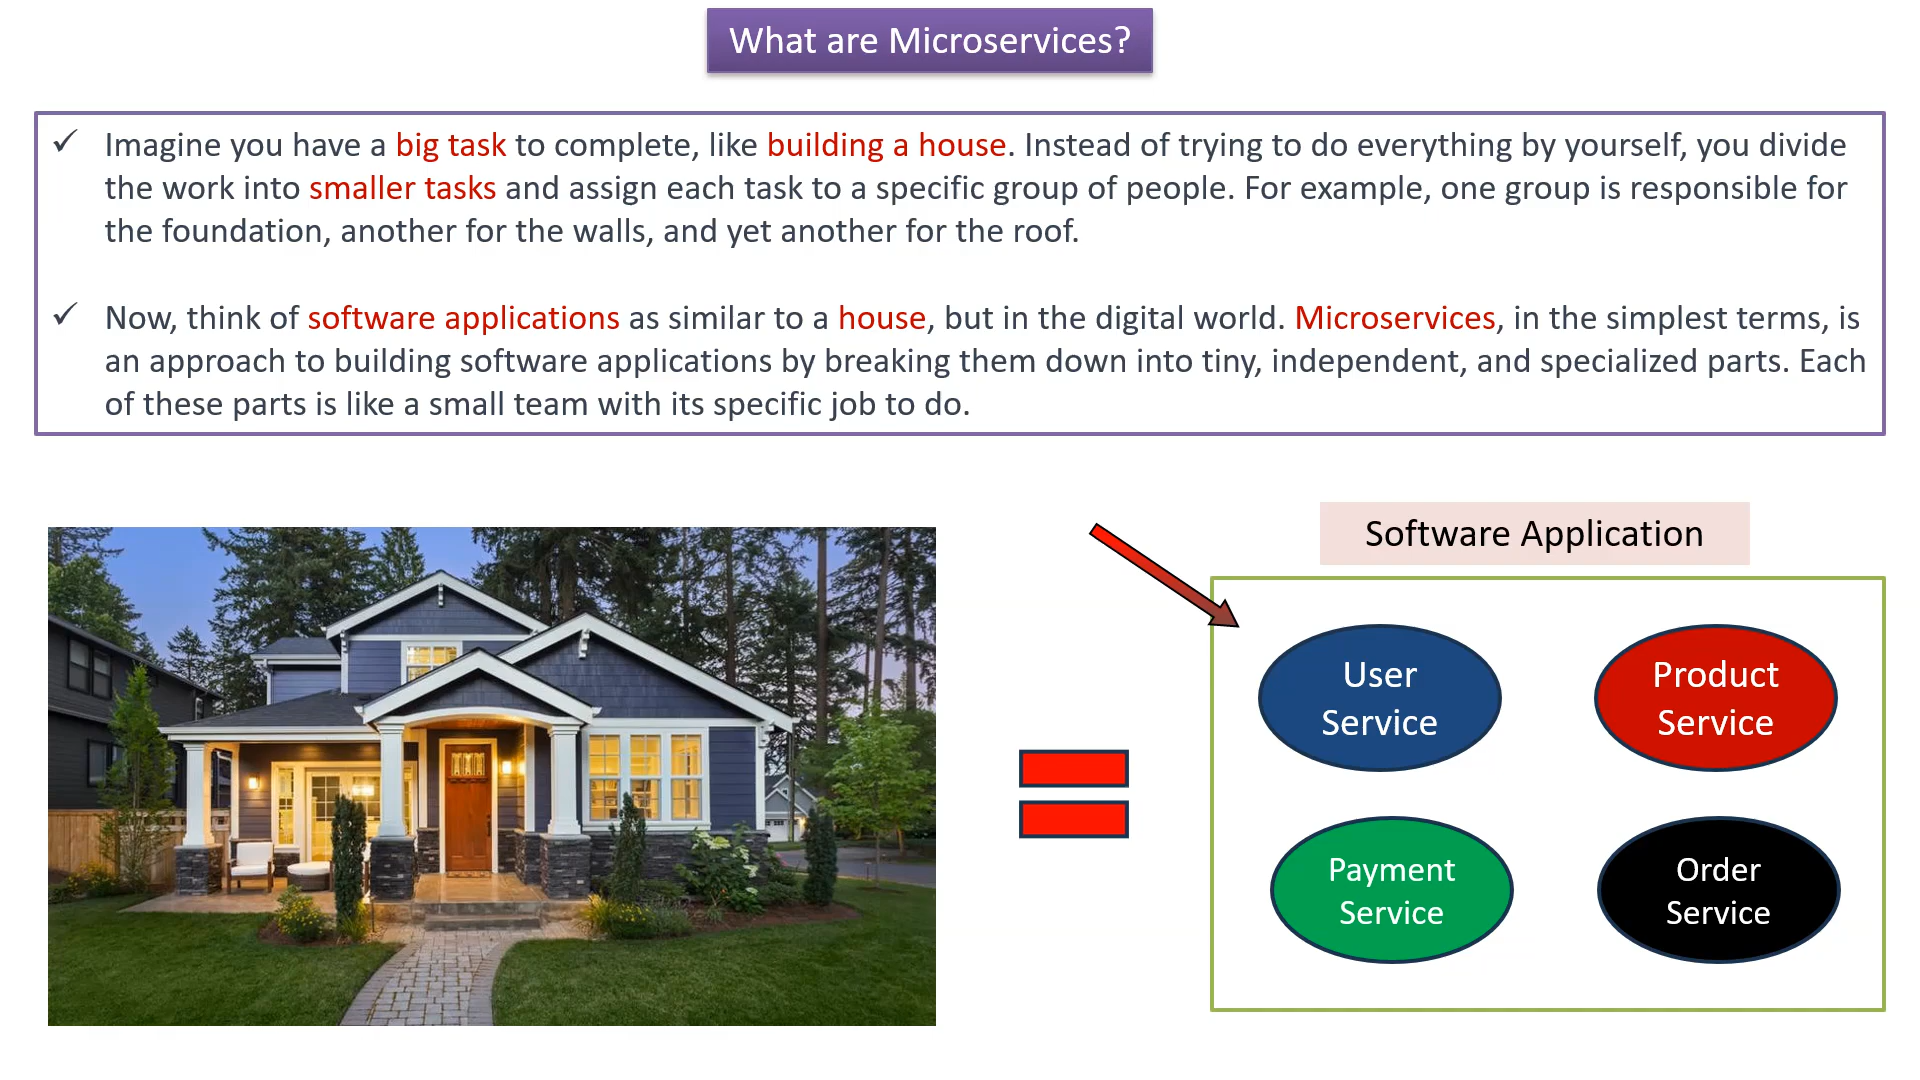 What are Microservices?
✓ Imagine you have a big task to complete, like building a house. Instead of trying to do everything by yourself, you divide
the work into smaller tasks and assign each task to a specific group of people. For example, one group is responsible for
the foundation, another for the walls, and yet another for the roof.
✓ Now, think of software applications as similar to a house, but in the digital world. Microservices, in the simplest terms, is
an approach to building software applications by breaking them down into tiny, independent, and specialized parts. Each
of these parts is like a small team with its specific job to do.
Software Application
User
Service
Product
Service
Payment
Service
Order
Service